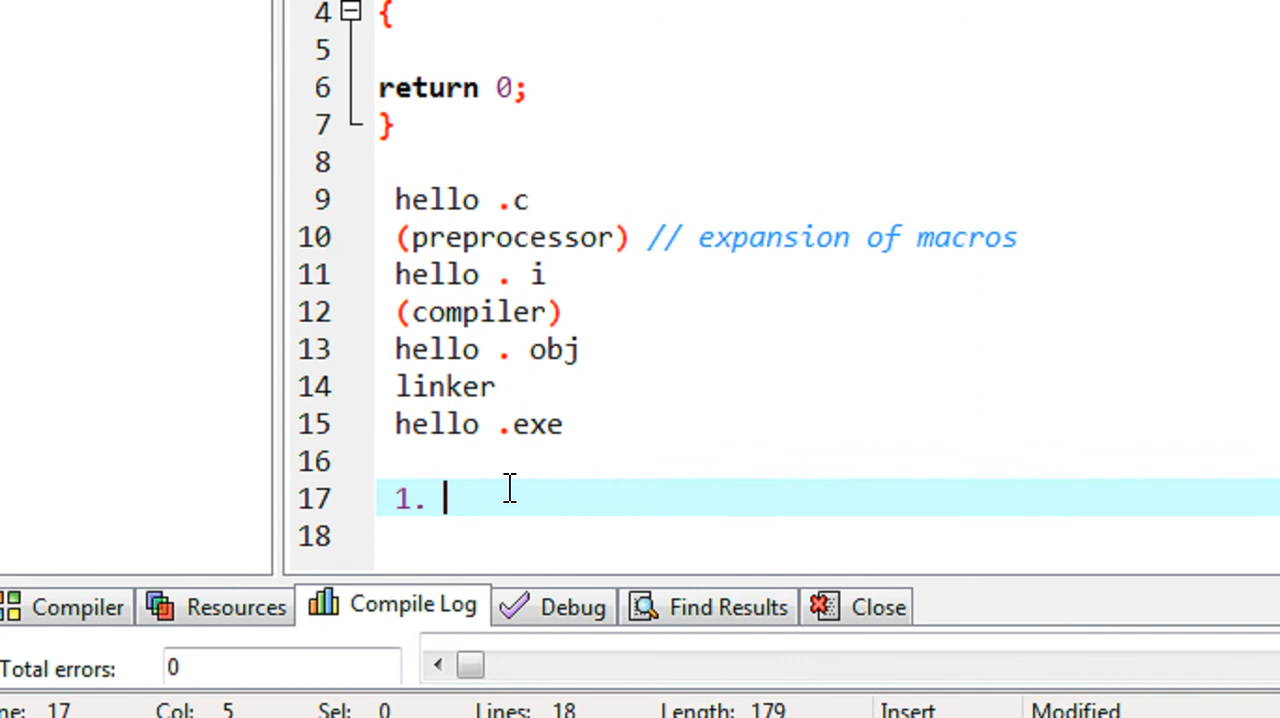 4 {
5
6 return 0;
7 }
8
9 hello .c
10 (preprocessor) // expansion of macros
11 hello . i
12 (compiler)
13 hello . obj
14 linker
15 hello .exe
16
17 1.
18
Compiler Resources Compile Log Debug Find Results Close
Total errors: 0
ne: 17 Col: 5 Sel: 0 Lines: 18 Length: 179 Insert Modified